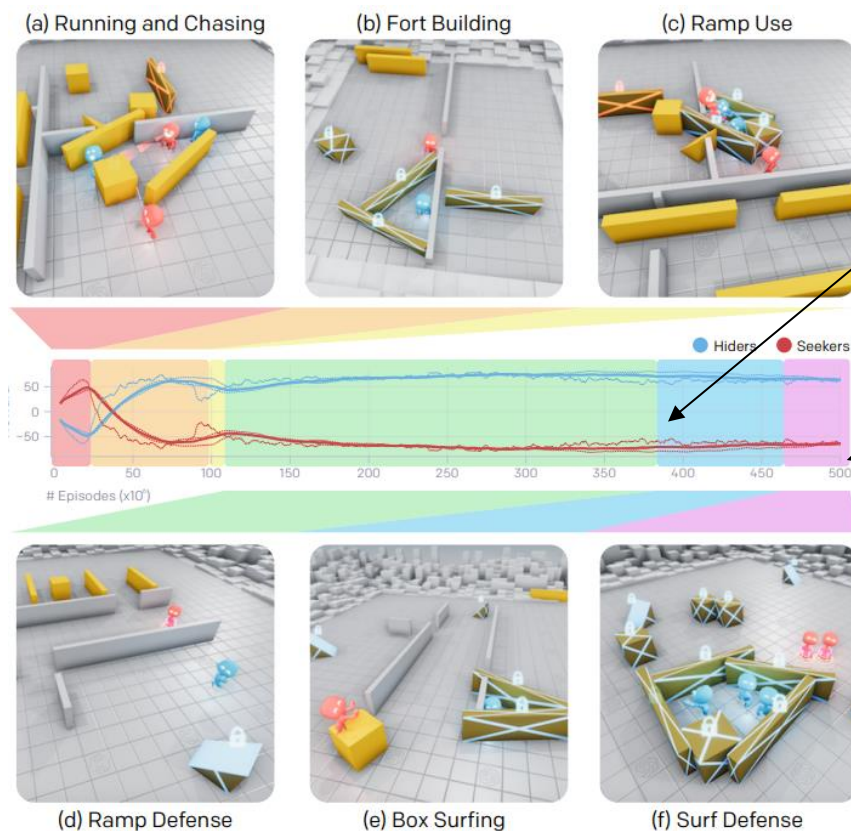 (a) Running and Chasing
(b) Fort Building
(c) Ramp Use
Hiders
Seekers
50
0
-50
0 50 100 150 200 250 300 350 400 450 500
# Episodes (x10⁶)
(d) Ramp Defense
(e) Box Surfing
(f) Surf Defense